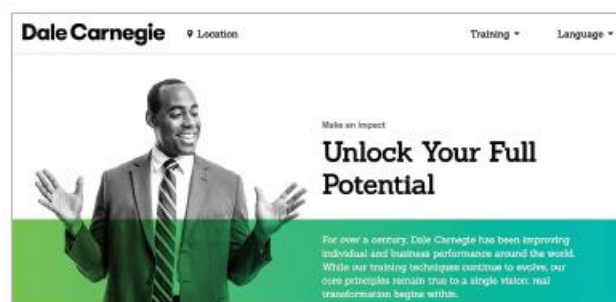 Dale Carnegie
Location
Training
Language
Make an impact
Unlock Your Full
Potential
For over a century, Dale Carnegie has been improving
individual and business performance around the world.
While our training techniques continue to evolve, our
core principles remain true to a single vision: real
transformation begins within.